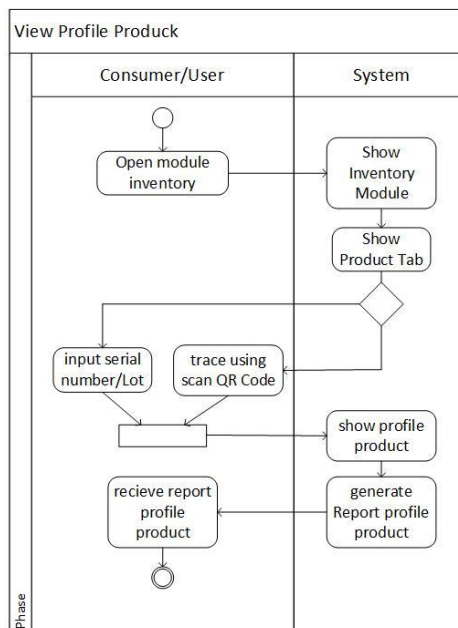 View Profile Produck
Consumer/User
System
Open module
inventory
Show
Inventory
Module
Show
Product Tab
input serial
number/Lot
trace using
scan QR Code
show profile
product
recieve report
profile
product
generate
Report profile
product
Phase